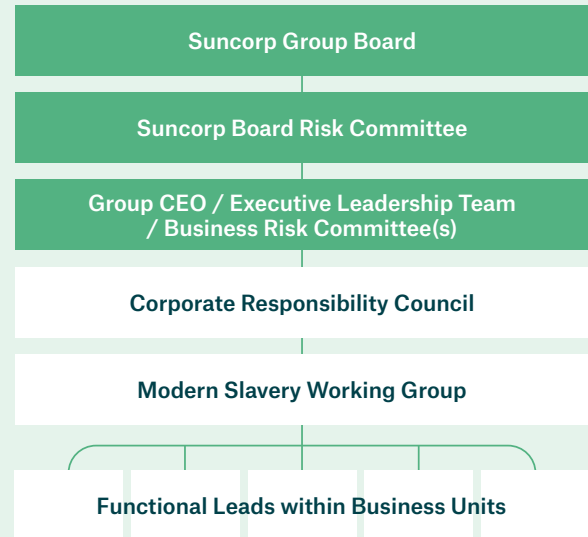 Suncorp Group Board
Suncorp Board Risk Committee
Group CEO / Executive Leadership Team
/ Business Risk Committee(s)
Corporate Responsibility Council
Modern Slavery Working Group
Functional Leads within Business Units